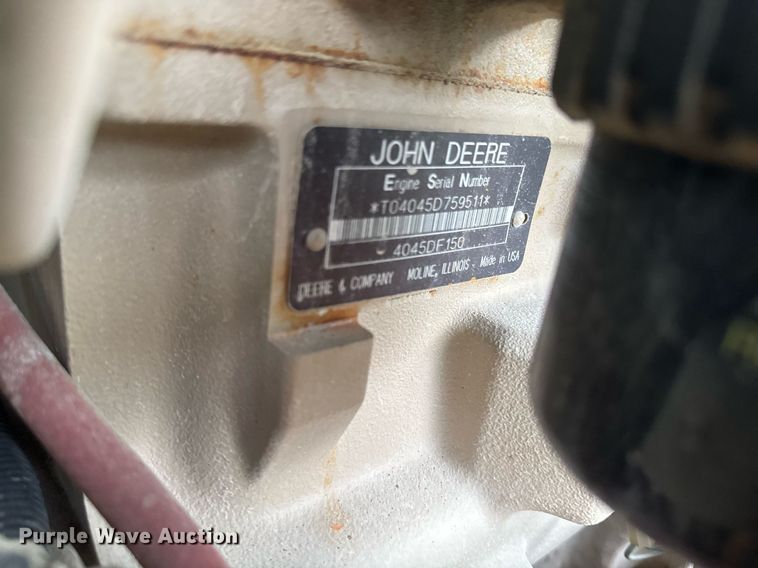 JOHN DEERE
Engine Serial Number
*T04045D759511*
4045DF150
DEERE & COMPANY MOLINE, ILLINOIS - Made in USA
Purple Wave Auction